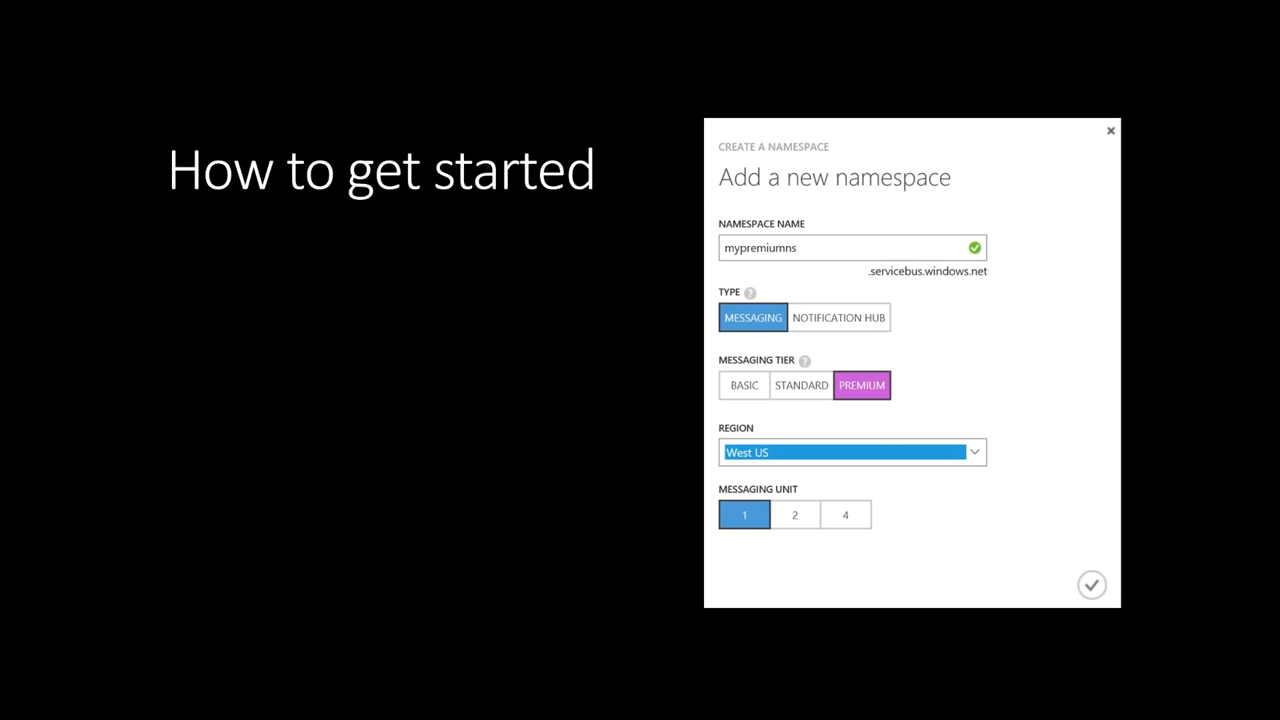 How to get started
CREATE A NAMESPACE
Add a new namespace
NAMESPACE NAME
mypremiumns
.servicebus.windows.net
TYPE ?
MESSAGING NOTIFICATION HUB
MESSAGING TIER ?
BASIC STANDARD PREMIUM
REGION
West US
MESSAGING UNIT
1 2 4